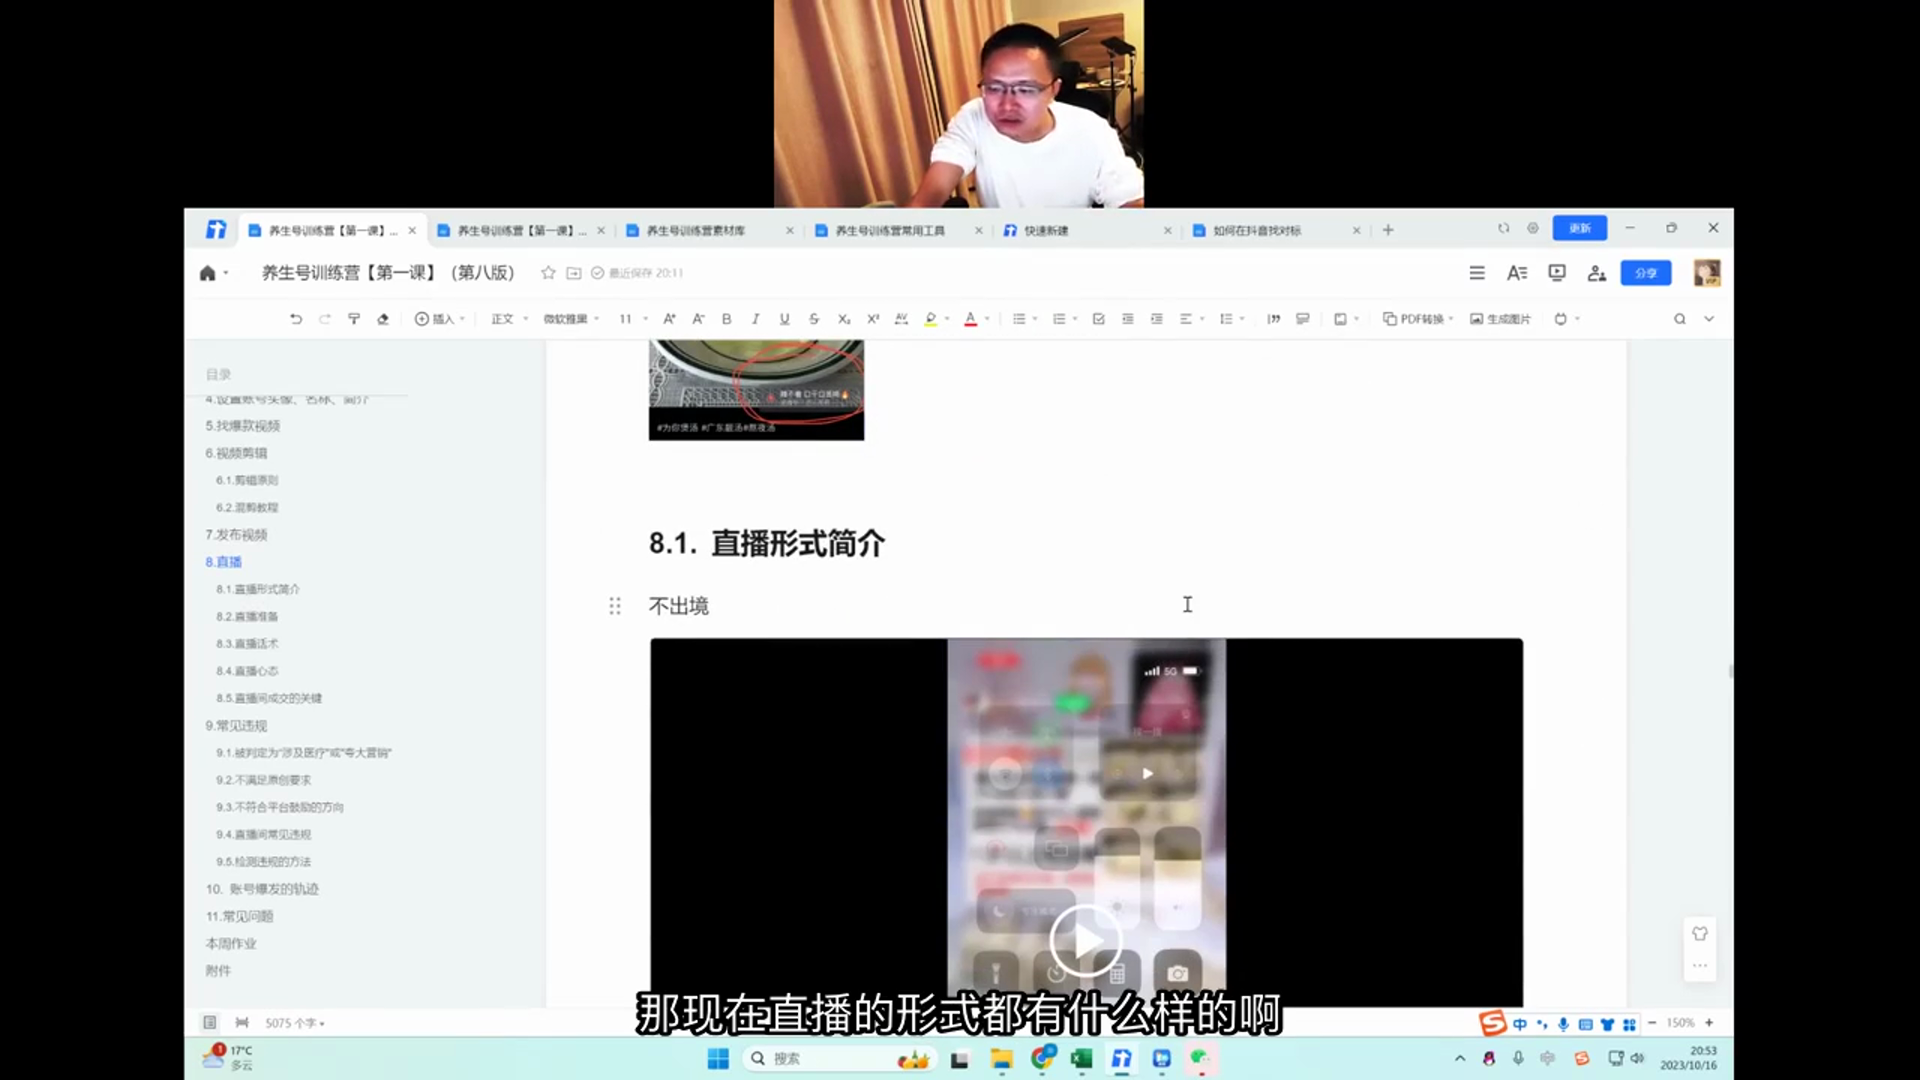 养生号训练营【第一课】...
养生号训练营【第一课】...
养生号训练营素材库
养生号训练营常用工具
快速新建
如何在抖音找对标
更新
养生号训练营【第一课】（第八版）
最近保存 20:11
分享
插入
正文
微软雅黑
11
PDF转换
生成图片
目录
4.设置账号头像、名称、简介
5.找爆款视频
6.视频剪辑
6.1.剪辑原则
6.2.混剪教程
7.发布视频
8.直播
8.1.直播形式简介
8.2.直播准备
8.3.直播话术
8.4.直播心态
8.5.直播间成交的关键
9.常见违规
9.1.被判定为“涉及医疗”或“夸大营销”
9.2.不满足原创要求
9.3.不符合平台鼓励的方向
9.4.直播间常见违规
9.5.检测违规的方法
10. 账号爆发的轨迹
11.常见问题
本周作业
附件
#为你煲汤 #广东靓汤#熬夜汤
8.1. 直播形式简介
不出境
5G
那现在直播的形式都有什么样的啊
5075 个字
中
150%
17°C
多云
搜索
20:53
2023/10/16